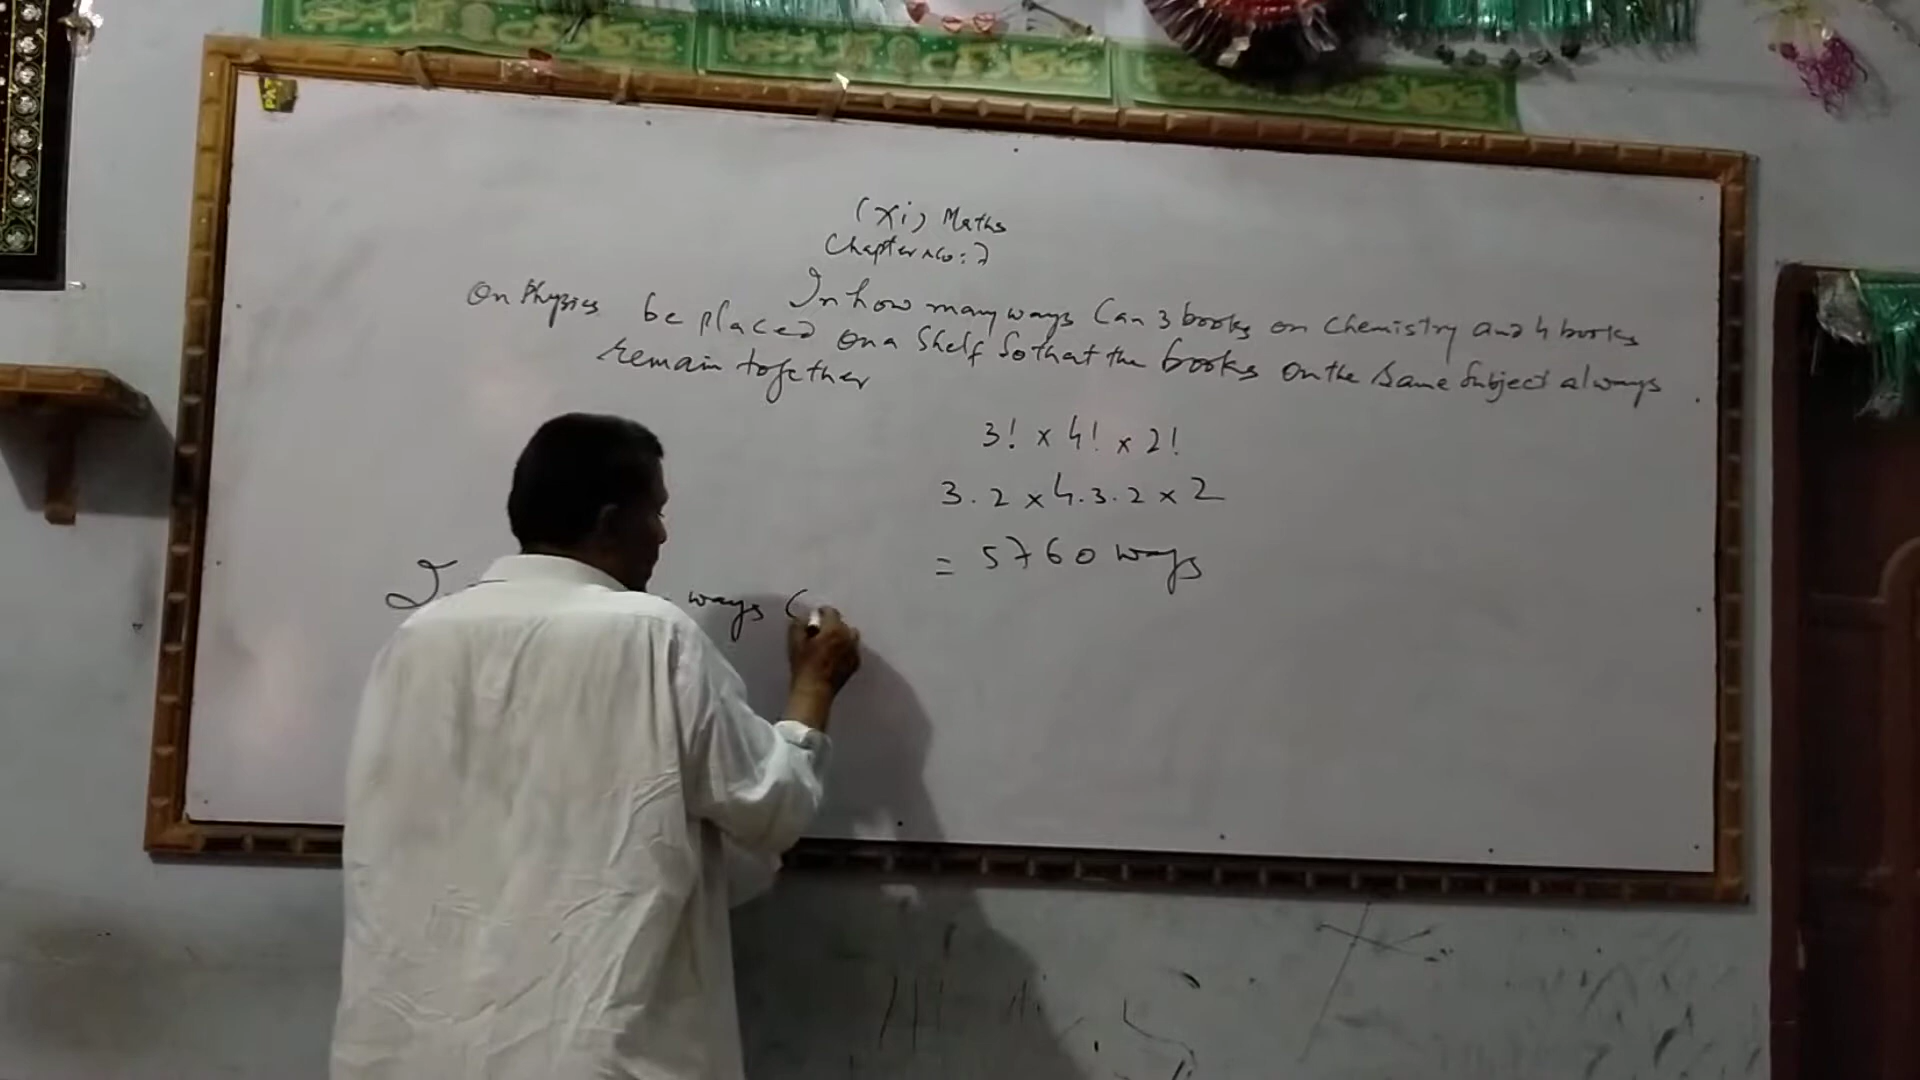 (Xi) Maths
Chapter No: 7
In how many ways Can 3 books on Chemistry and 4 books
On Physics be placed On a Shelf So that the books On the Same Subject always
remain together
3! × 4! × 2!
3.2 × 4.3.2 × 2
= 5760 ways
ways